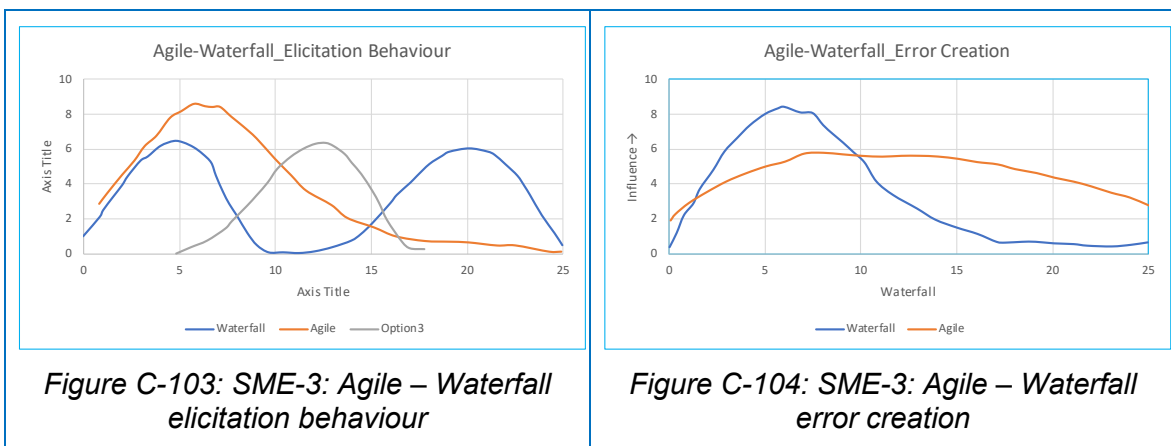 Agile-Waterfall_Elicitation Behaviour
10
8
6
4
2
0
Axis Title
0 5 10 15 20 25
Axis Title
Waterfall Agile Option3
Figure C-103: SME-3: Agile – Waterfall
elicitation behaviour
Agile-Waterfall_Error Creation
10
8
6
4
2
0
Influence →
0 5 10 15 20 25
Waterfall
Waterfall Agile
Figure C-104: SME-3: Agile – Waterfall
error creation